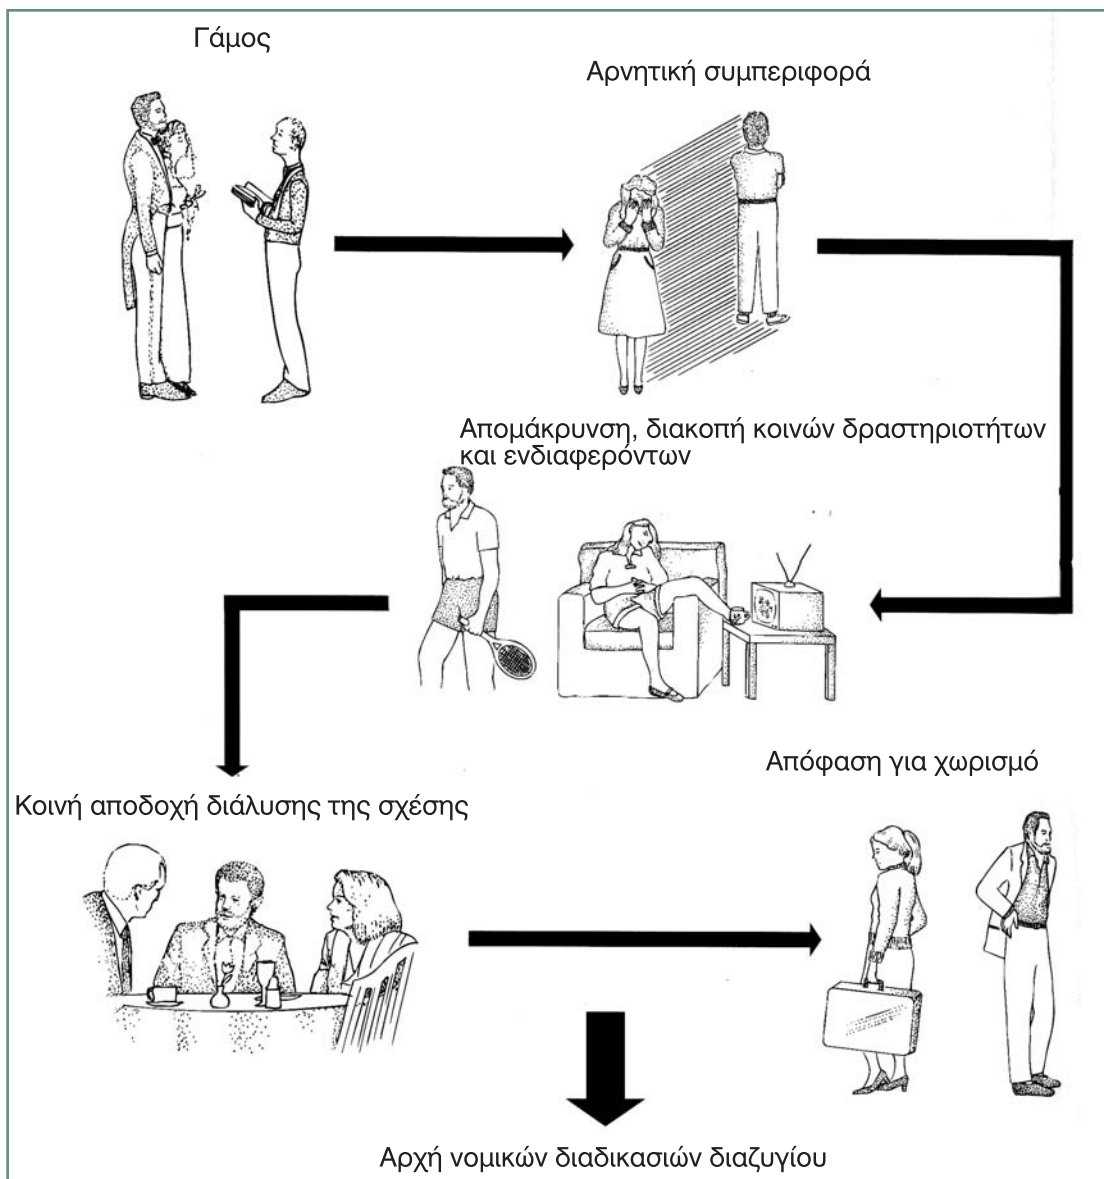 Γάμος
Αρνητική συμπεριφορά
Απομάκρυνση, διακοπή κοινών δραστηριοτήτων
και ενδιαφερόντων
Απόφαση για χωρισμό
Κοινή αποδοχή διάλυσης της σχέσης
Αρχή νομικών διαδικασιών διαζυγίου